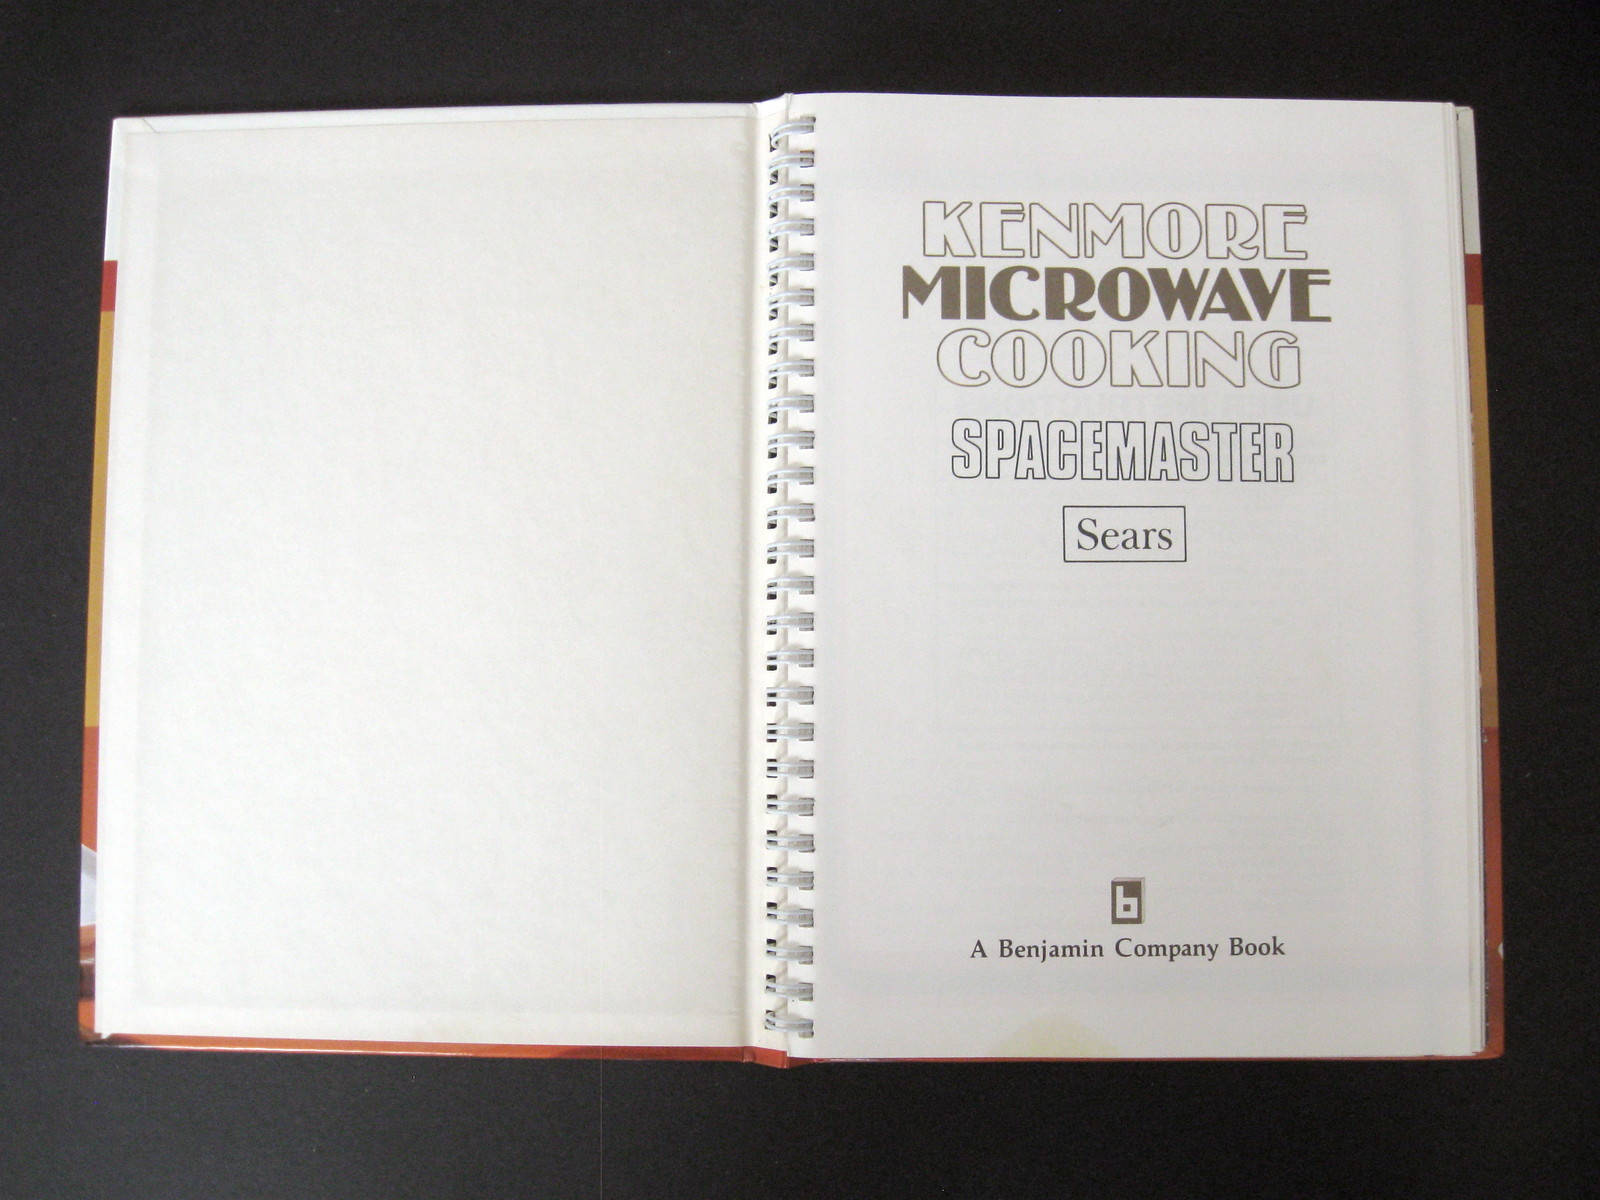 KENMORE
MICROWAVE
COOKING
SPACEMASTER
Sears
b
A Benjamin Company Book